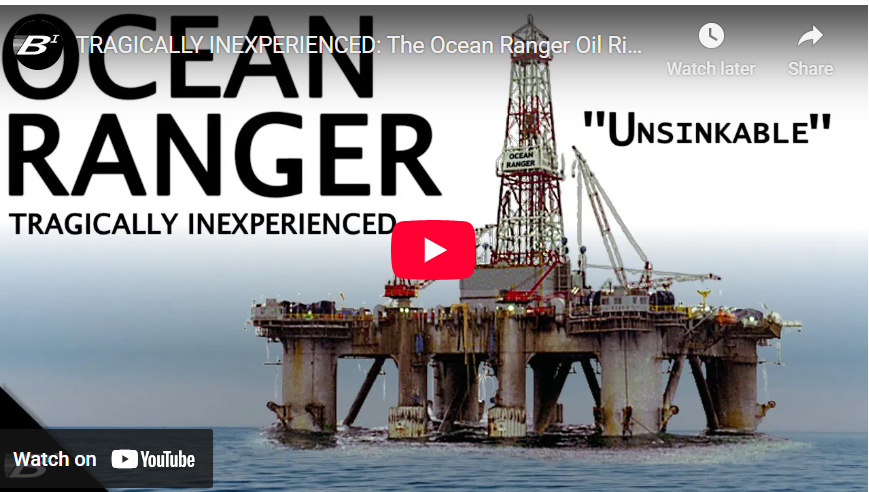 TRAGICALLY INEXPERIENCED: The Ocean Ranger Oil Ri...
Watch later
Share
OCEAN
RANGER
TRAGICALLY INEXPERIENCED
"UNSINKABLE"
OCEAN
RANGER
Watch on YouTube